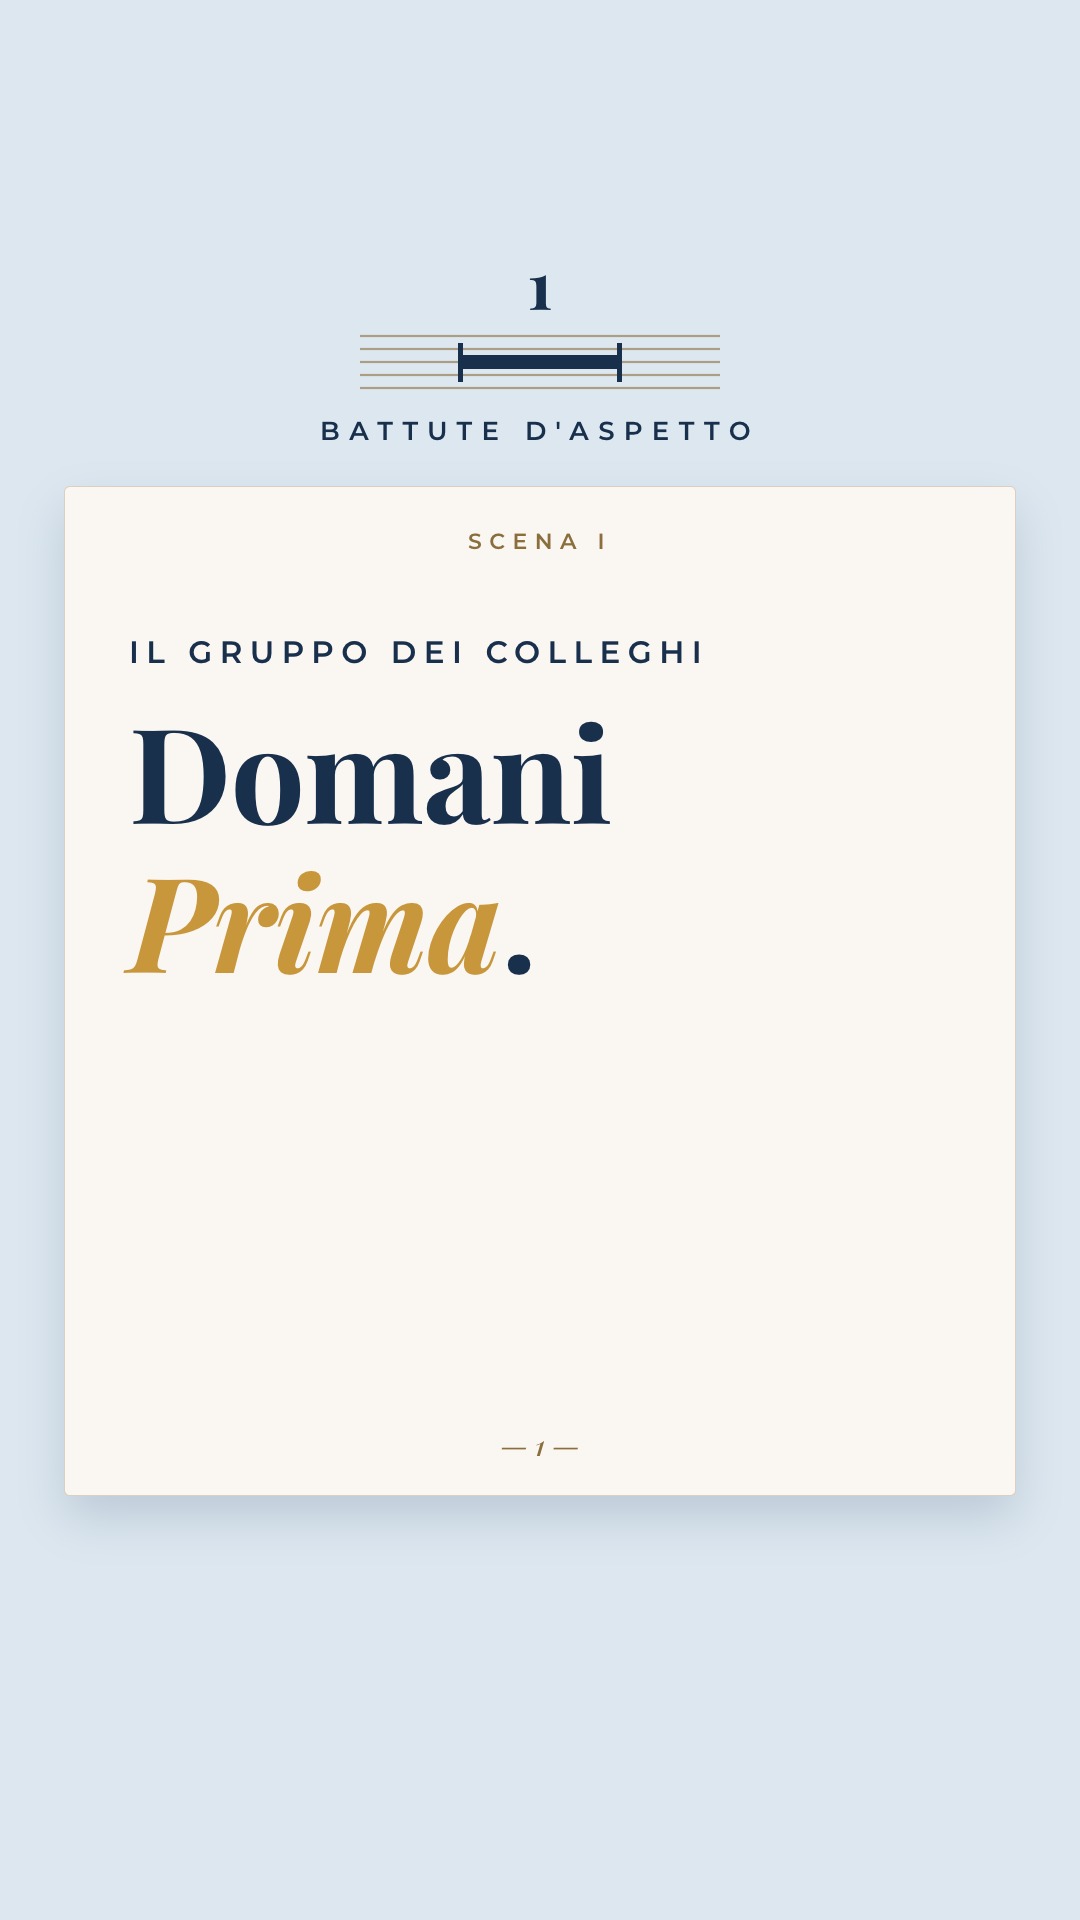 1
BATTUTE D'ASPETTO
SCENA I
IL GRUPPO DEI COLLEGHI
Domani
Prima.
— 1 —